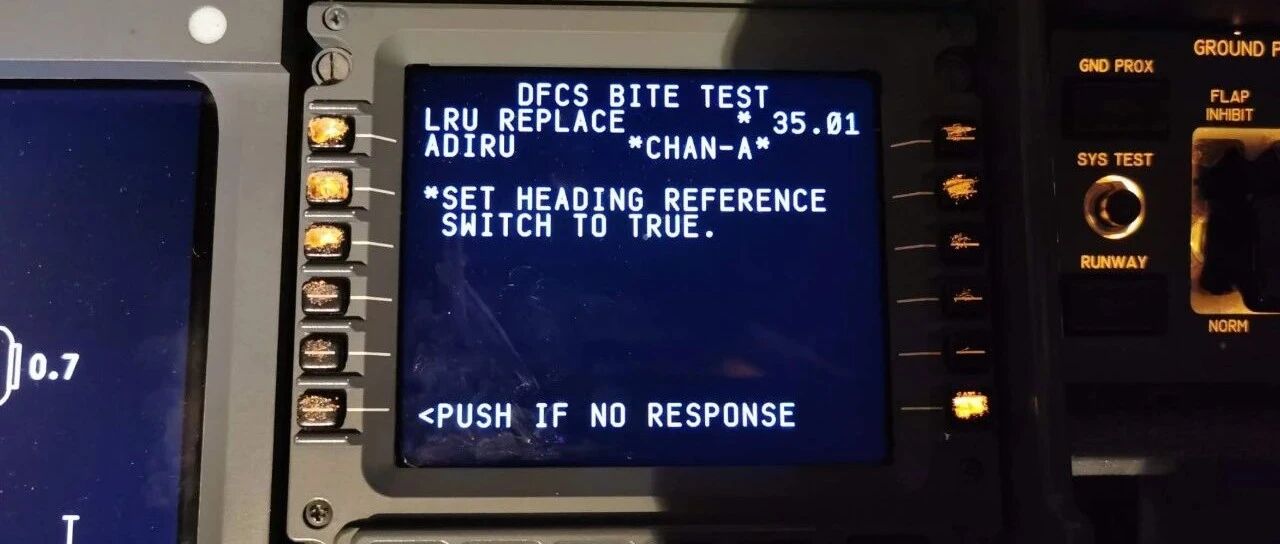 DFCS BITE TEST
LRU REPLACE * 35.01
ADIRU *CHAN-A*
*SET HEADING REFERENCE
SWITCH TO TRUE.
<PUSH IF NO RESPONSE
0.7
T
GROUND
GND PROX
FLAP
INHIBIT
SYS TEST
RUNWAY
NORM